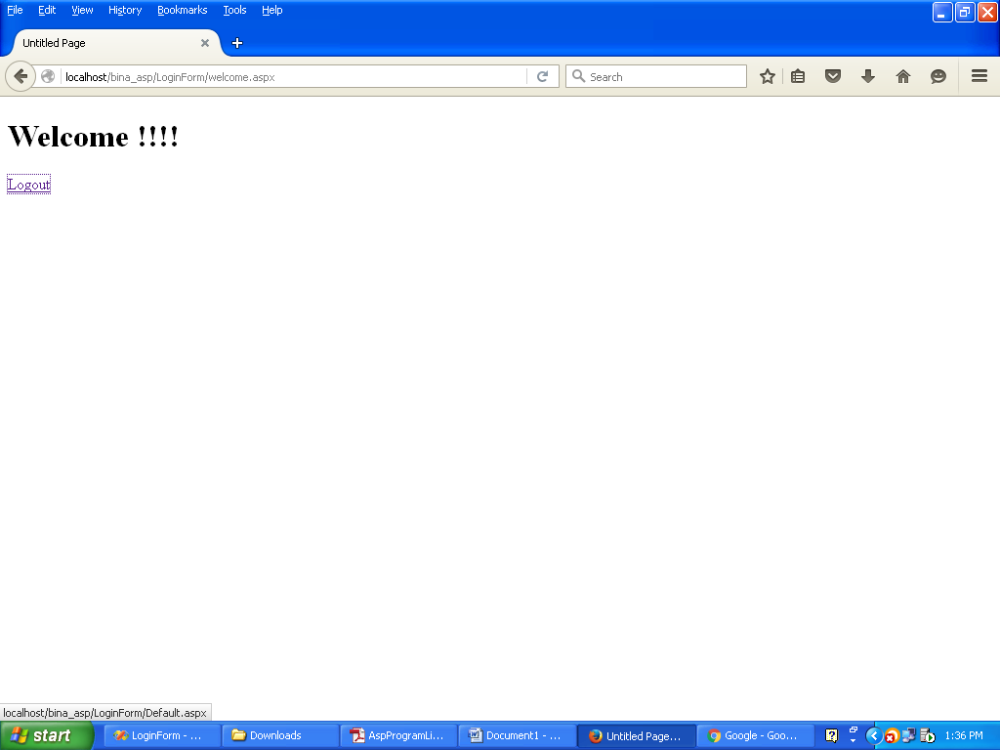 File Edit View History Bookmarks Tools Help
Untitled Page
localhost/bina_asp/LoginForm/welcome.aspx
Search
Welcome !!!!
Logout
localhost/bina_asp/LoginForm/Default.aspx
start
LoginForm - ...
Downloads
AspProgramLi...
Document1 - ...
Untitled Page...
Google - Goo...
1:36 PM